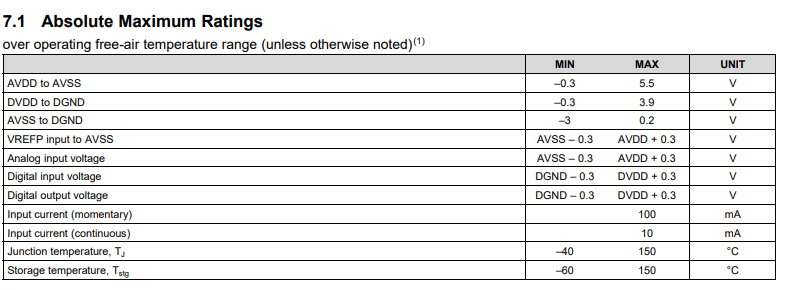 7.1 Absolute Maximum Ratings
over operating free-air temperature range (unless otherwise noted)(1)
MIN MAX UNIT
AVDD to AVSS –0.3 5.5 V
DVDD to DGND –0.3 3.9 V
AVSS to DGND –3 0.2 V
VREFP input to AVSS AVSS – 0.3 AVDD + 0.3 V
Analog input voltage AVSS – 0.3 AVDD + 0.3 V
Digital input voltage DGND – 0.3 DVDD + 0.3 V
Digital output voltage DGND – 0.3 DVDD + 0.3 V
Input current (momentary) 100 mA
Input current (continuous) 10 mA
Junction temperature, TJ –40 150 °C
Storage temperature, Tstg –60 150 °C